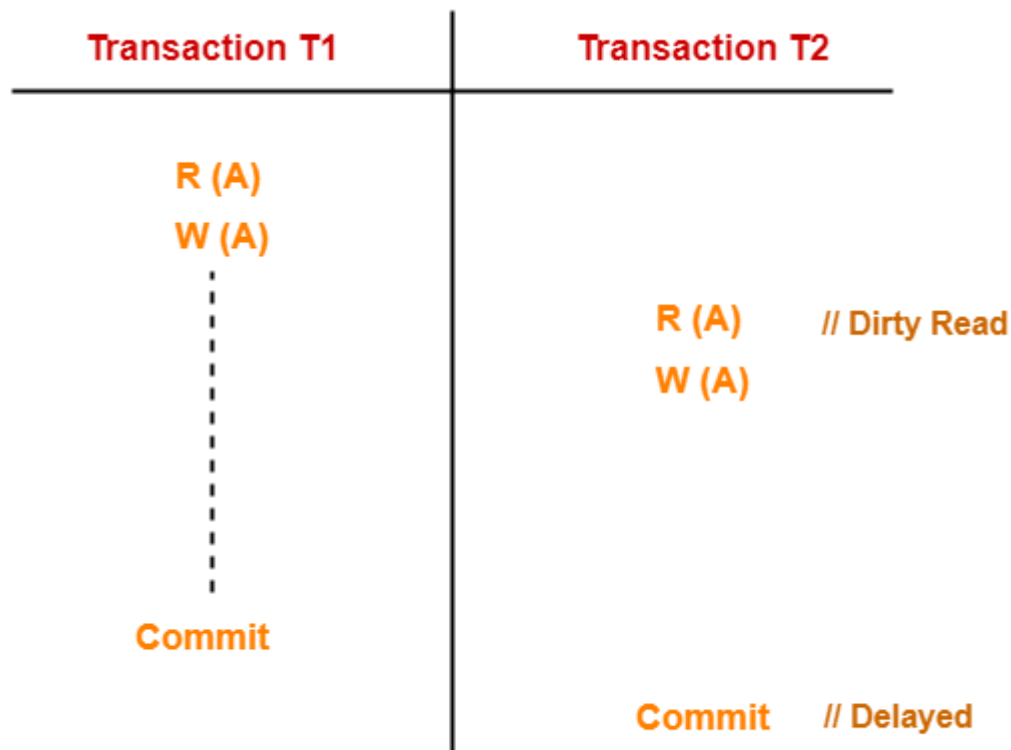 Transaction T1 Transaction T2
R (A)
W (A)
R (A) // Dirty Read
W (A)
Commit
Commit // Delayed